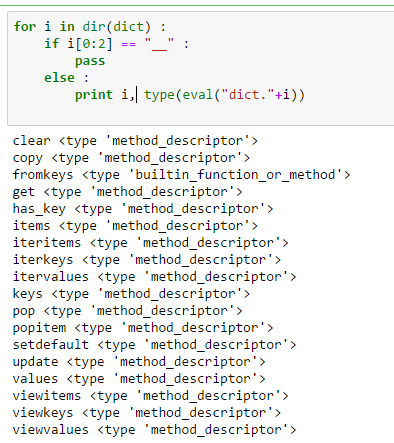 for i in dir(dict) :
    if i[0:2] == "__" :
        pass
    else :
        print i, type(eval("dict."+i))
clear <type 'method_descriptor'>
copy <type 'method_descriptor'>
fromkeys <type 'builtin_function_or_method'>
get <type 'method_descriptor'>
has_key <type 'method_descriptor'>
items <type 'method_descriptor'>
iteritems <type 'method_descriptor'>
iterkeys <type 'method_descriptor'>
itervalues <type 'method_descriptor'>
keys <type 'method_descriptor'>
pop <type 'method_descriptor'>
popitem <type 'method_descriptor'>
setdefault <type 'method_descriptor'>
update <type 'method_descriptor'>
values <type 'method_descriptor'>
viewitems <type 'method_descriptor'>
viewkeys <type 'method_descriptor'>
viewvalues <type 'method_descriptor'>